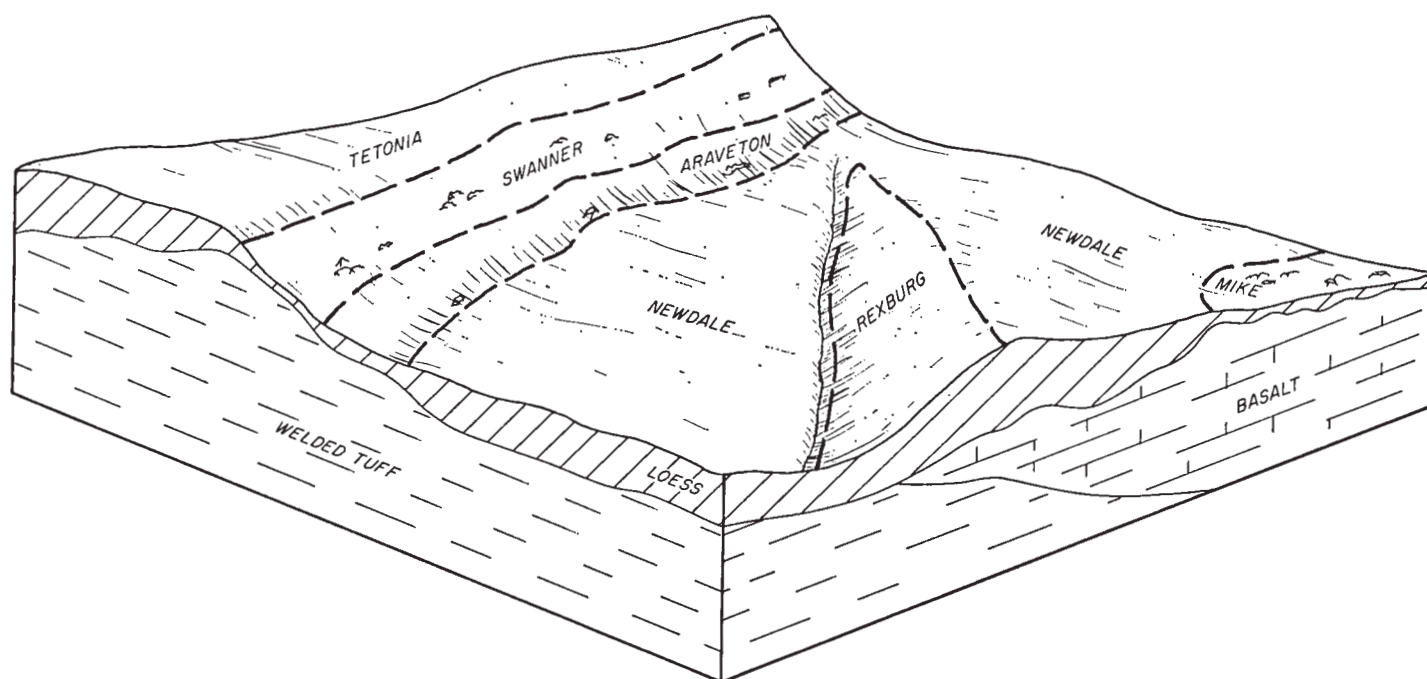 TETONIA
SWANNER
ARAVETON
NEWDALE
NEWDALE
REXBURG
MIKE
BASALT
WELDED TUFF
LOESS